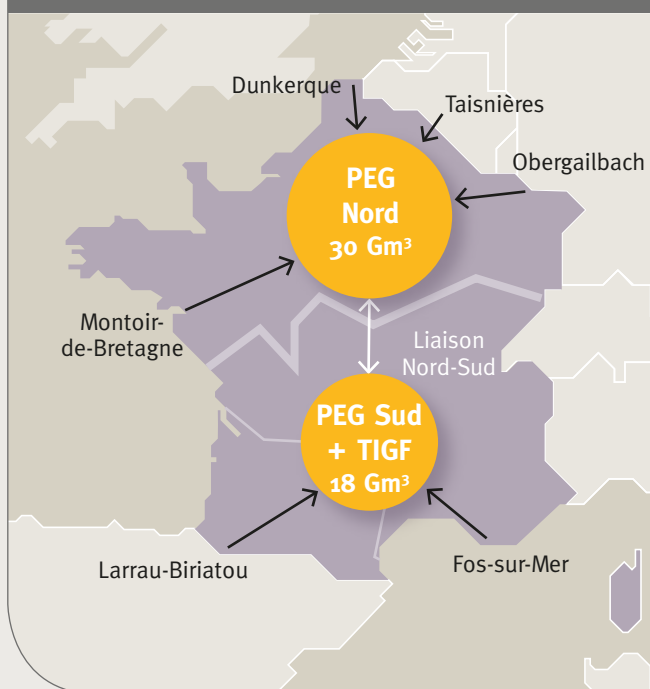 Dunkerque
Taisnières
Obergailbach
PEG
Nord
30 Gm³
Montoir-
de-Bretagne
Liaison
Nord-Sud
PEG Sud
+ TIGF
18 Gm³
Larrau-Biriatou
Fos-sur-Mer